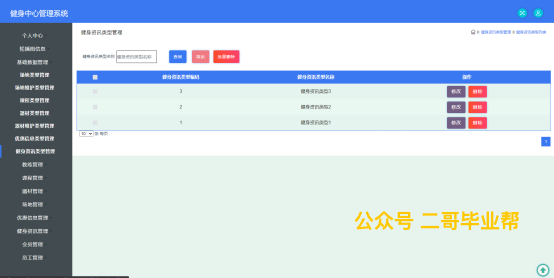 健身中心管理系统
个人中心
轮播图信息
基础数据管理
场地类型管理
场地维护类型管理
课程类型管理
器材类型管理
器材维护类型管理
优惠信息类型管理
健身资讯类型管理
教练管理
课程管理
器材管理
场地管理
优惠信息管理
健身资讯管理
会员管理
员工管理
健身资讯类型管理
健身资讯类型管理
健身资讯类型列表
健身资讯类型名称
健身资讯类型名称
查询
添加
批量删除
健身资讯类型编码 健身资讯类型名称 操作
3 健身资讯类型3 修改 删除
2 健身资讯类型2 修改 删除
1 健身资讯类型1 修改 删除
10 条 每页
1
公众号 二哥毕业帮